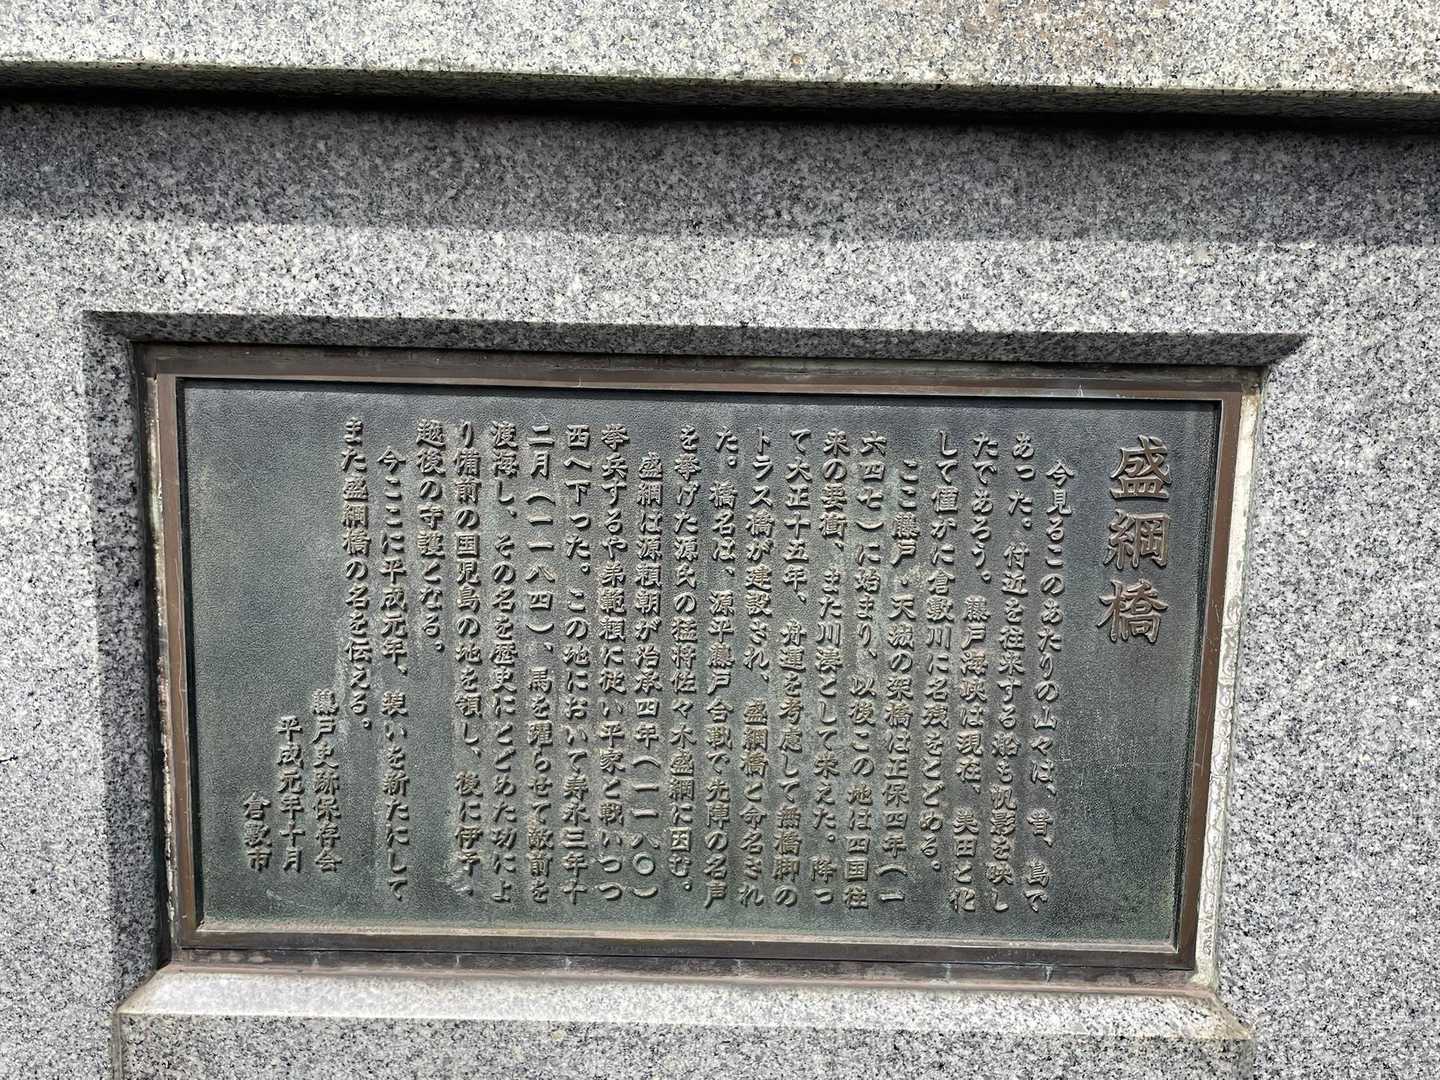 盛綱橋
今見るこのあたりの山々は、昔、島で
あった。付近を往来する船も帆影を映し
たであろう。藤戸海峡は現在、美田と化
して僅かに倉敷川に名残をとどめる。
ここ藤戸・天城の架橋は正保四年(一
六四七)に始まり、以後この地は四国往
来の要衝、また川湊として栄えた。降っ
て大正十五年、舟運を考慮して無橋脚の
トラス橋が建設され、盛綱橋と命名され
た。橋名は、源平藤戸合戦で先陣の名声
を挙げた源氏の猛将佐々木盛綱に因む。
盛綱は源頼朝が治承四年(一一八〇)
挙兵するや弟範頼に従い平家と戦いつつ
西へ下った。この地において寿永三年十
二月(一一八四)、馬を躍らせて敵前を
渡海し、その名を歴史にとどめた功によ
り備前の国児島の地を領し、後に伊予、
越後の守護となる。
今ここに平成元年、装いを新たにして
また盛綱橋の名を伝える。
藤戸史跡保存会
平成元年十月
倉敷市